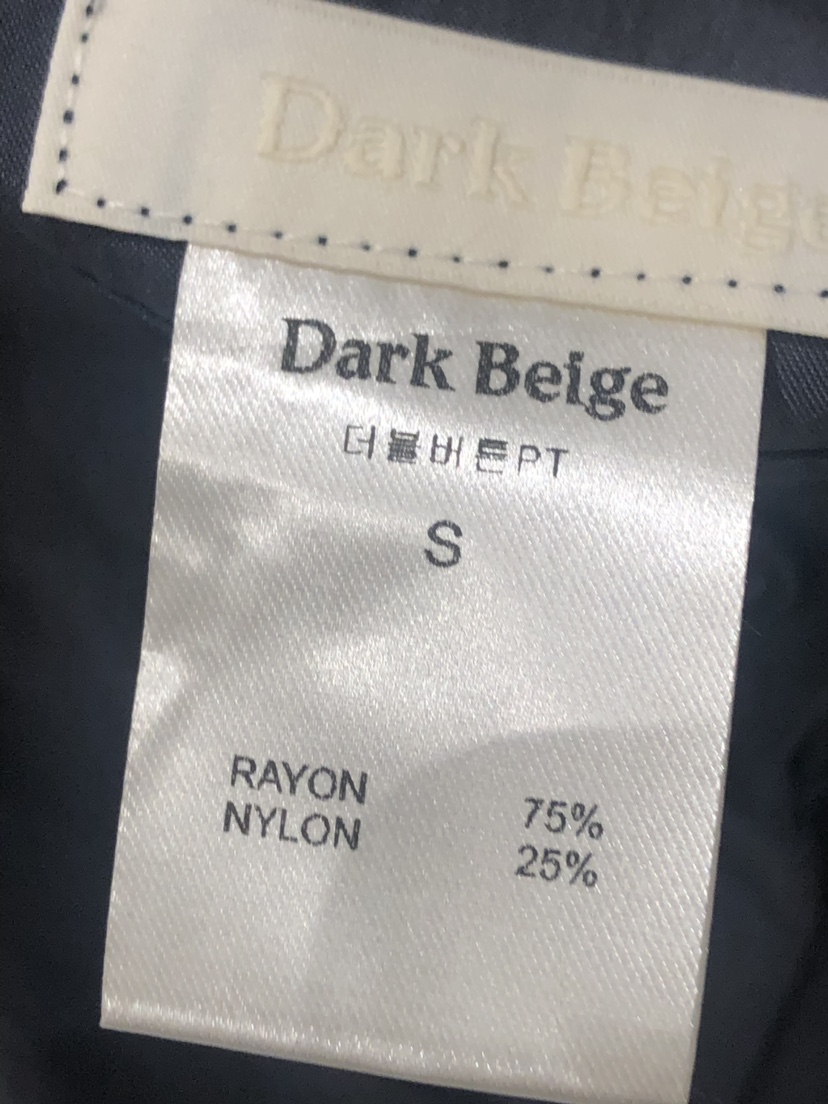 Dark Beige
Dark Beige
더블버튼PT
S
RAYON 75%
NYLON 25%